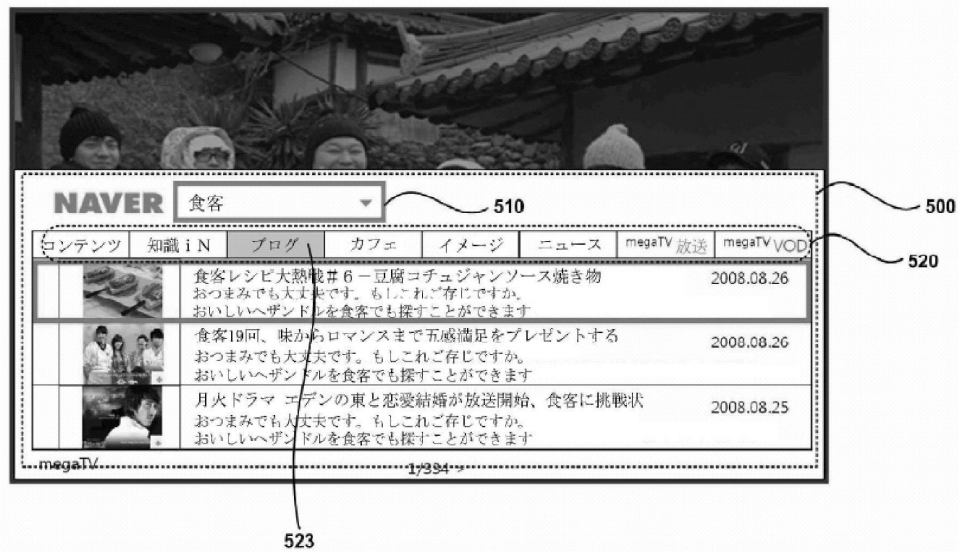 NAVER 食客 510 500
コンテンツ 知識iN ブログ カフェ イメージ ニュース megaTV 放送 megaTV VOD 520
食客レシピ大熱戦#6-豆腐コチュジャンソース焼き物 2008.08.26
おつまみでも大丈夫です。もしこれご存じですか。
おいしいヘザンドルを食客でも探すことができます
食客19回、味からロマンスまで五感満足をプレゼントする 2008.08.26
おつまみでも大丈夫です。もしこれご存じですか。
おいしいヘザンドルを食客でも探すことができます
月火ドラマ エデンの東と恋愛結婚が放送開始、食客に挑戦状 2008.08.25
おつまみでも大丈夫です。もしこれご存じですか。
おいしいヘザンドルを食客でも探すことができます
megaTV 1/334 >
523